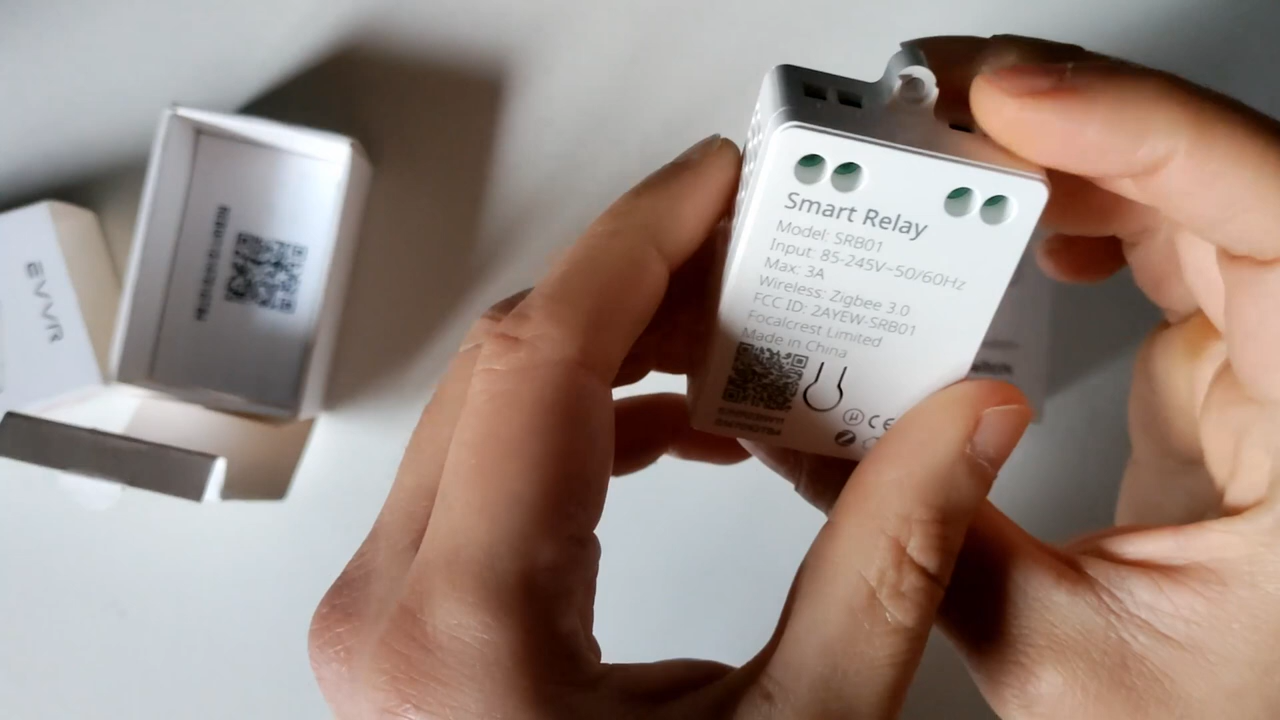 EVVR
Smart Relay
Model: SRB01
Input: 85-245V~50/60Hz
Max: 3A
Wireless: Zigbee 3.0
FCC ID: 2AYEW-SRB01
Focalcrest Limited
Made in China
CE